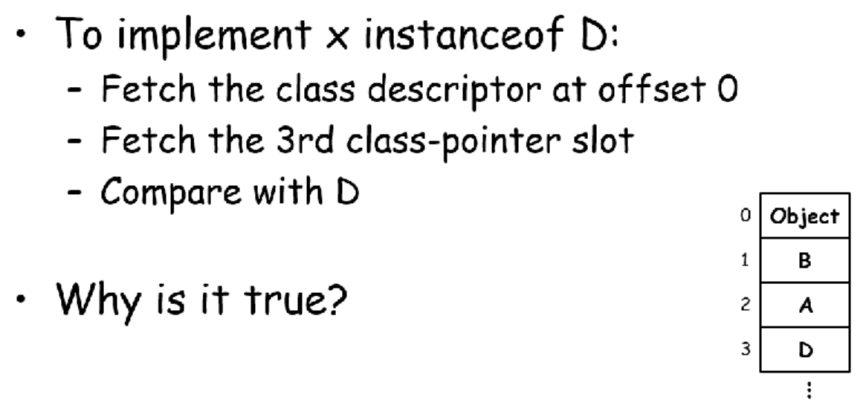 • To implement x instanceof D:
– Fetch the class descriptor at offset 0
– Fetch the 3rd class-pointer slot
– Compare with D
0 Object
1 B
• Why is it true?
2 A
3 D
⋮